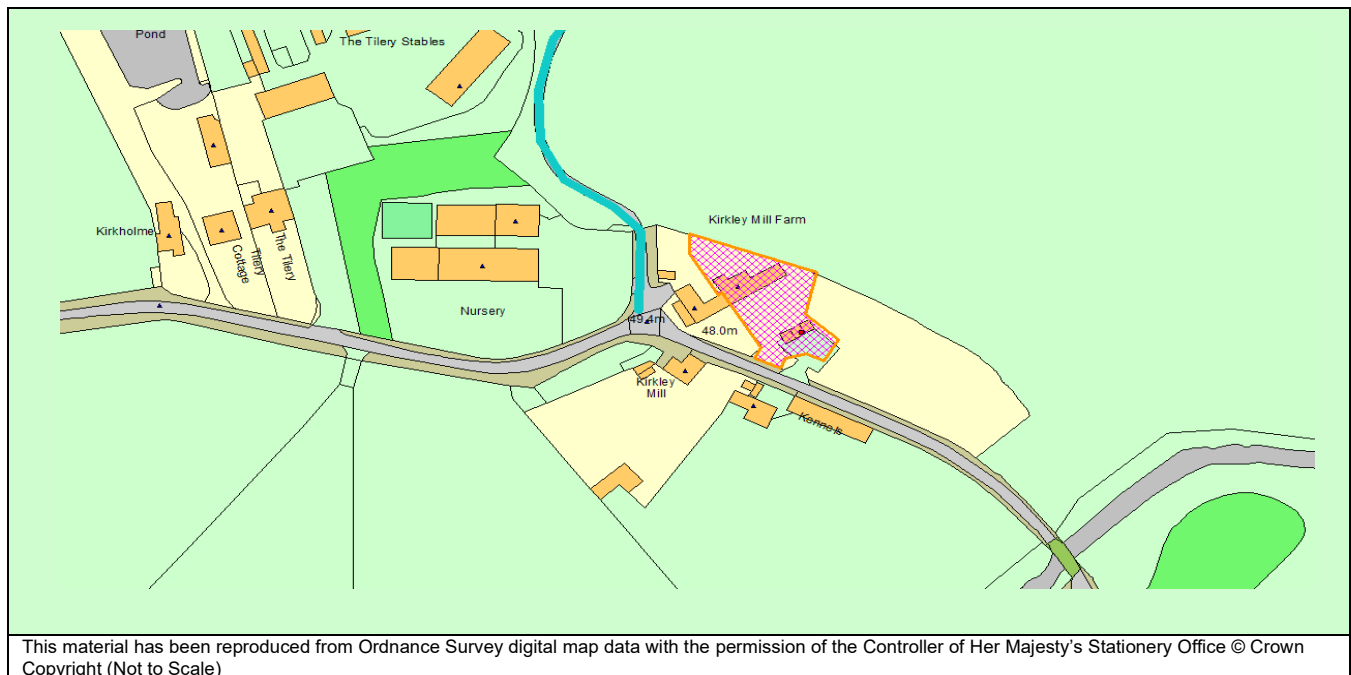 Pond
The Tilery Stables
Kirkley Mill Farm
Kirkholme
The Tilery
Tilery
Cottage
Nursery
49.4m
48.0m
Kirkley
Mill
Kennels
This material has been reproduced from Ordnance Survey digital map data with the permission of the Controller of Her Majesty’s Stationery Office © Crown
Copyright (Not to Scale)